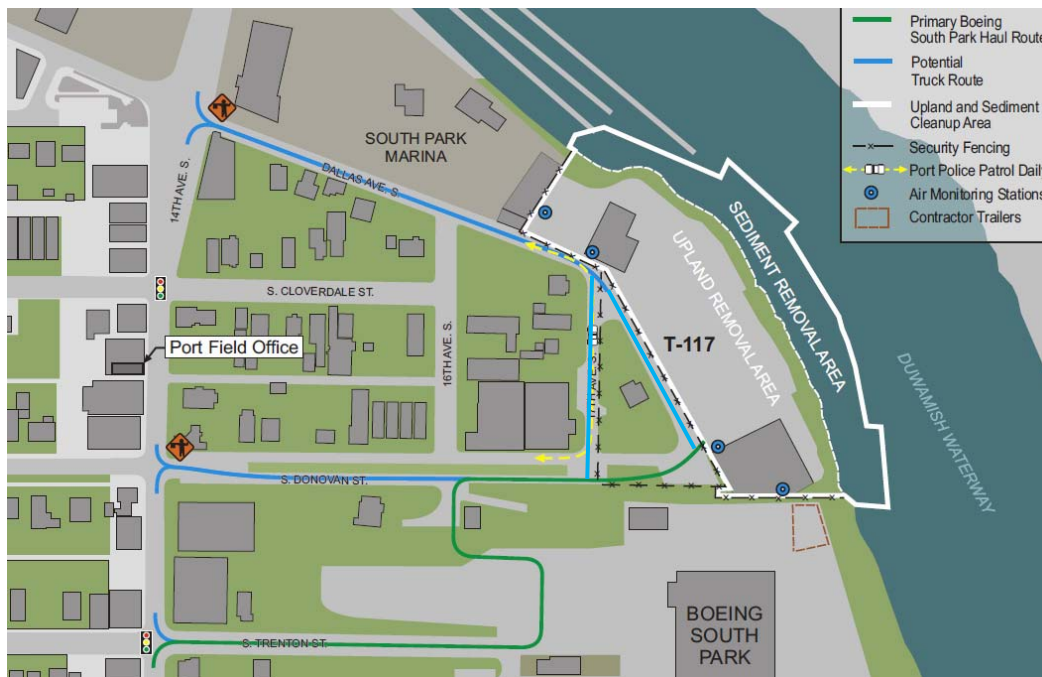 Primary Boeing
South Park Haul Route
Potential
Truck Route
Upland and Sediment
Cleanup Area
Security Fencing
Port Police Patrol Daily
Air Monitoring Stations
Contractor Trailers
SOUTH PARK
MARINA
DALLAS AVE. S.
14TH AVE. S.
S. CLOVERDALE ST.
16TH AVE. S.
Port Field Office
T-117
UPLAND REMOVAL AREA
SEDIMENT REMOVAL AREA
DUWAMISH WATERWAY
S. DONOVAN ST.
S. TRENTON ST.
BOEING
SOUTH
PARK